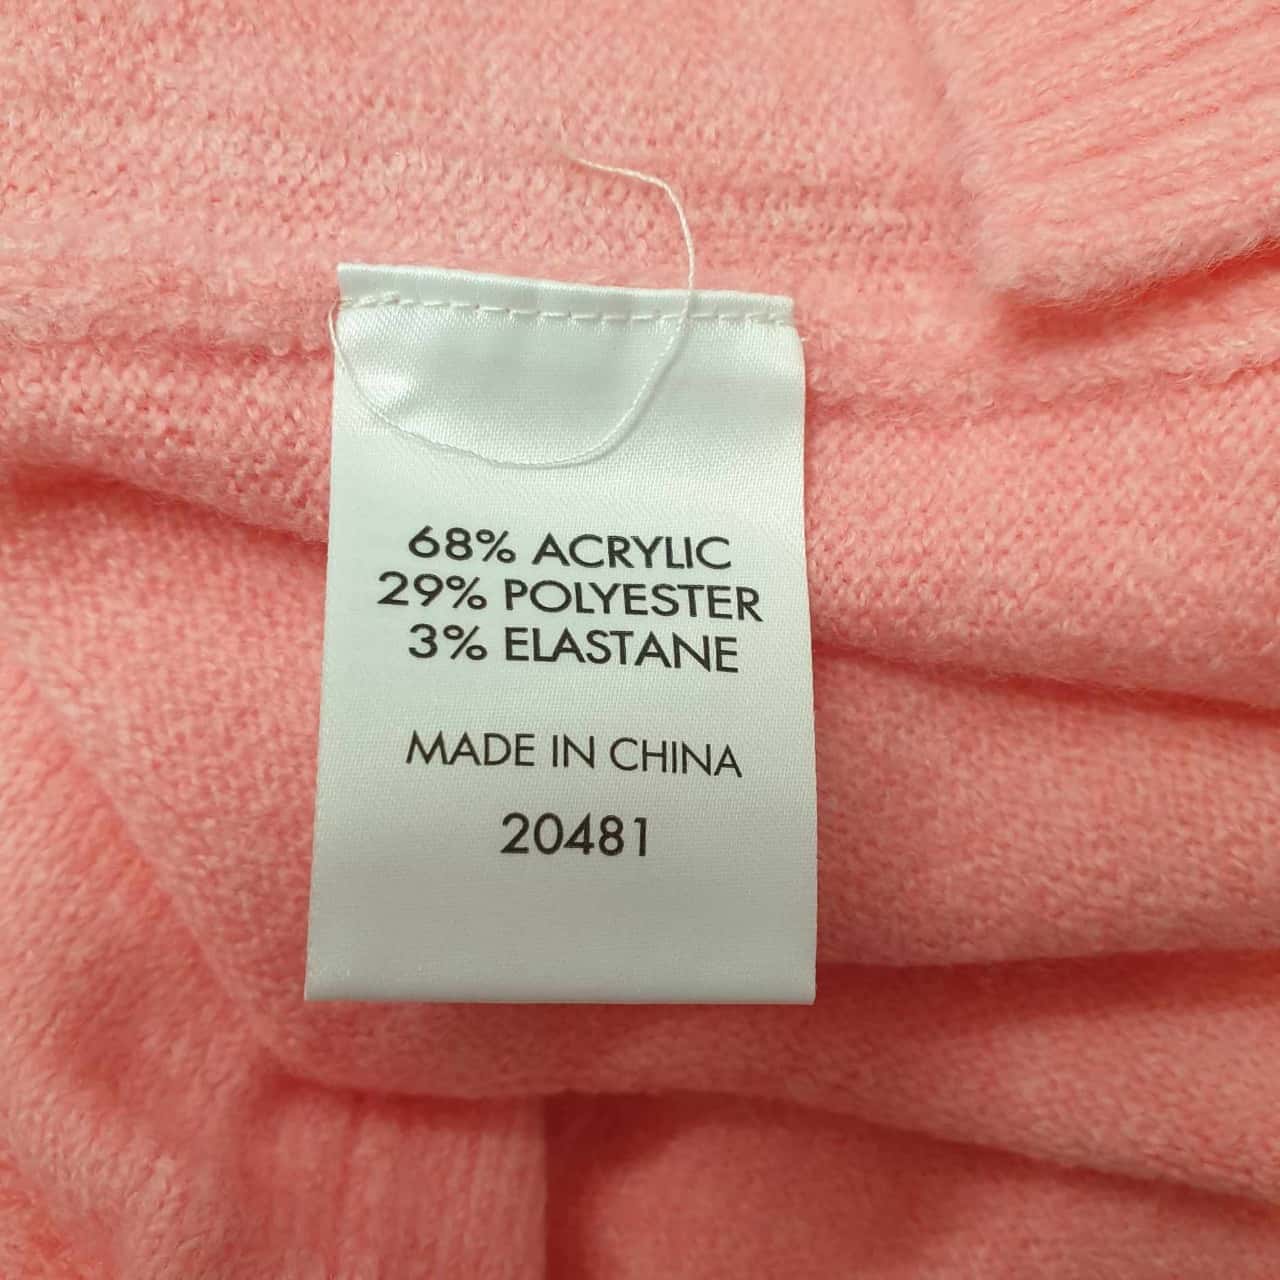 68% ACRYLIC
29% POLYESTER
3% ELASTANE
MADE IN CHINA
20481